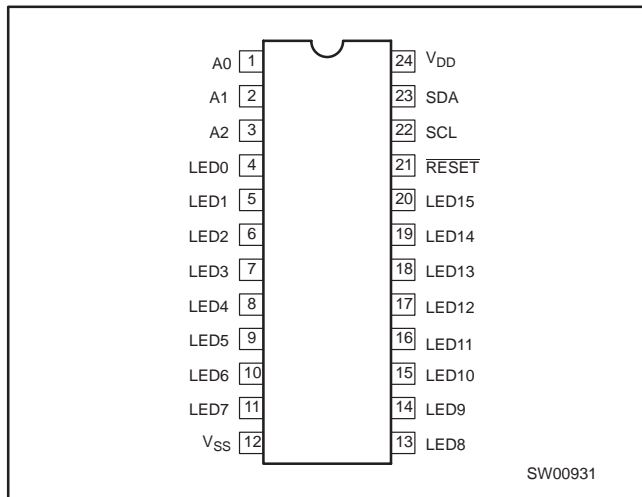 A0 1 24 VDD
A1 2 23 SDA
A2 3 22 SCL
LED0 4 21 RESET
LED1 5 20 LED15
LED2 6 19 LED14
LED3 7 18 LED13
LED4 8 17 LED12
LED5 9 16 LED11
LED6 10 15 LED10
LED7 11 14 LED9
VSS 12 13 LED8
SW00931